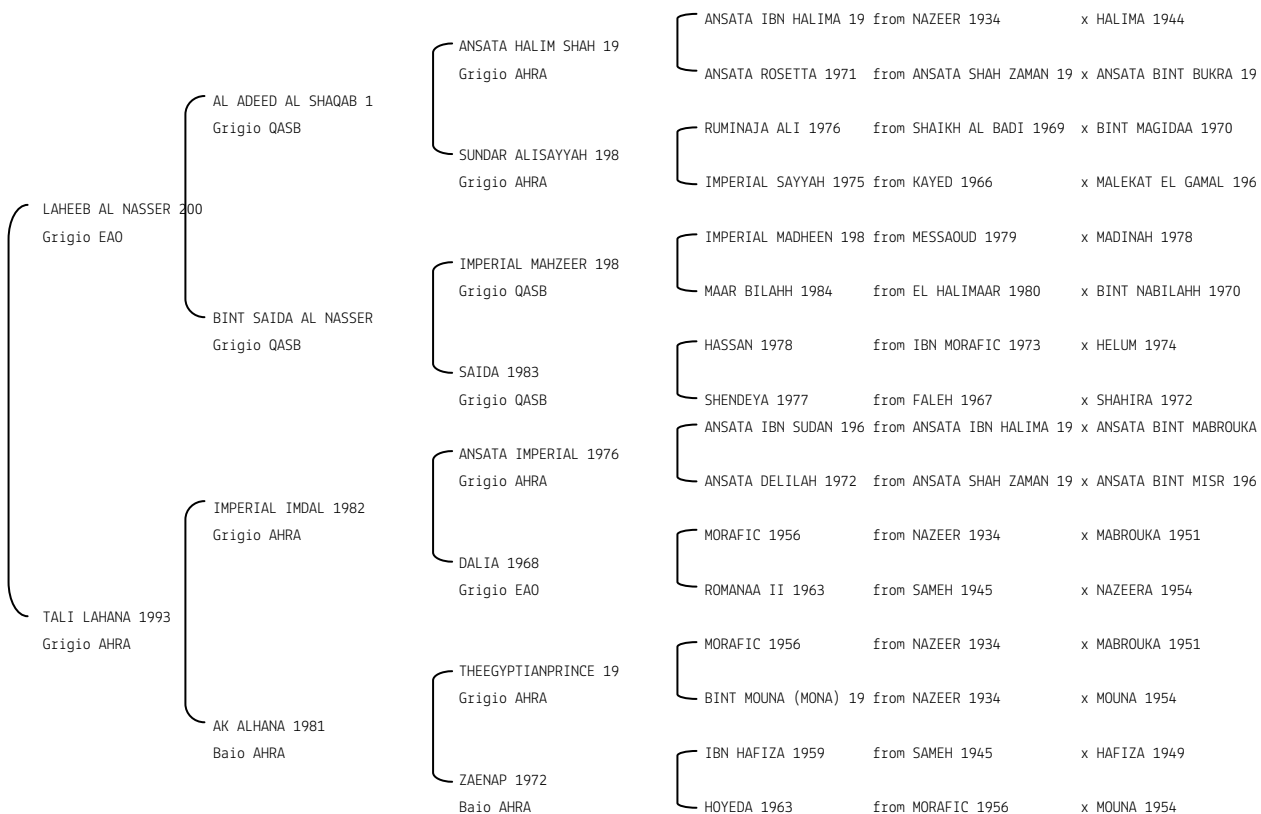 ANSATA IBN HALIMA 19 from NAZEER 1934 x HALIMA 1944
ANSATA HALIM SHAH 19
Grigio AHRA
ANSATA ROSETTA 1971 from ANSATA SHAH ZAMAN 19 x ANSATA BINT BUKRA 19
AL ADEED AL SHAQAB 1
Grigio QASB
RUMINAJA ALI 1976 from SHAIKH AL BADI 1969 x BINT MAGIDAA 1970
SUNDAR ALISAYYAH 198
Grigio AHRA
IMPERIAL SAYYAH 1975 from KAYED 1966 x MALEKAT EL GAMAL 196
LAHEEB AL NASSER 200
Grigio EAO
IMPERIAL MADHEEN 198 from MESSAOUD 1979 x MADINAH 1978
IMPERIAL MAHZEER 198
Grigio QASB
MAAR BILAHH 1984 from EL HALIMAAR 1980 x BINT NABILAHH 1970
BINT SAIDA AL NASSER
Grigio QASB
HASSAN 1978 from IBN MORAFIC 1973 x HELUM 1974
SAIDA 1983
Grigio QASB
SHENDEYA 1977 from FALEH 1967 x SHAHIRA 1972
ANSATA IBN SUDAN 196 from ANSATA IBN HALIMA 19 x ANSATA BINT MABROUKA
ANSATA IMPERIAL 1976
Grigio AHRA
ANSATA DELILAH 1972 from ANSATA SHAH ZAMAN 19 x ANSATA BINT MISR 196
IMPERIAL IMDAL 1982
Grigio AHRA
MORAFIC 1956 from NAZEER 1934 x MABROUKA 1951
DALIA 1968
Grigio EAO
ROMANAA II 1963 from SAMEH 1945 x NAZEERA 1954
TALI LAHANA 1993
Grigio AHRA
MORAFIC 1956 from NAZEER 1934 x MABROUKA 1951
THEEGYPTIANPRINCE 19
Grigio AHRA
BINT MOUNA (MONA) 19 from NAZEER 1934 x MOUNA 1954
AK ALHANA 1981
Baio AHRA
IBN HAFIZA 1959 from SAMEH 1945 x HAFIZA 1949
ZAENAP 1972
Baio AHRA
HOYEDA 1963 from MORAFIC 1956 x MOUNA 1954